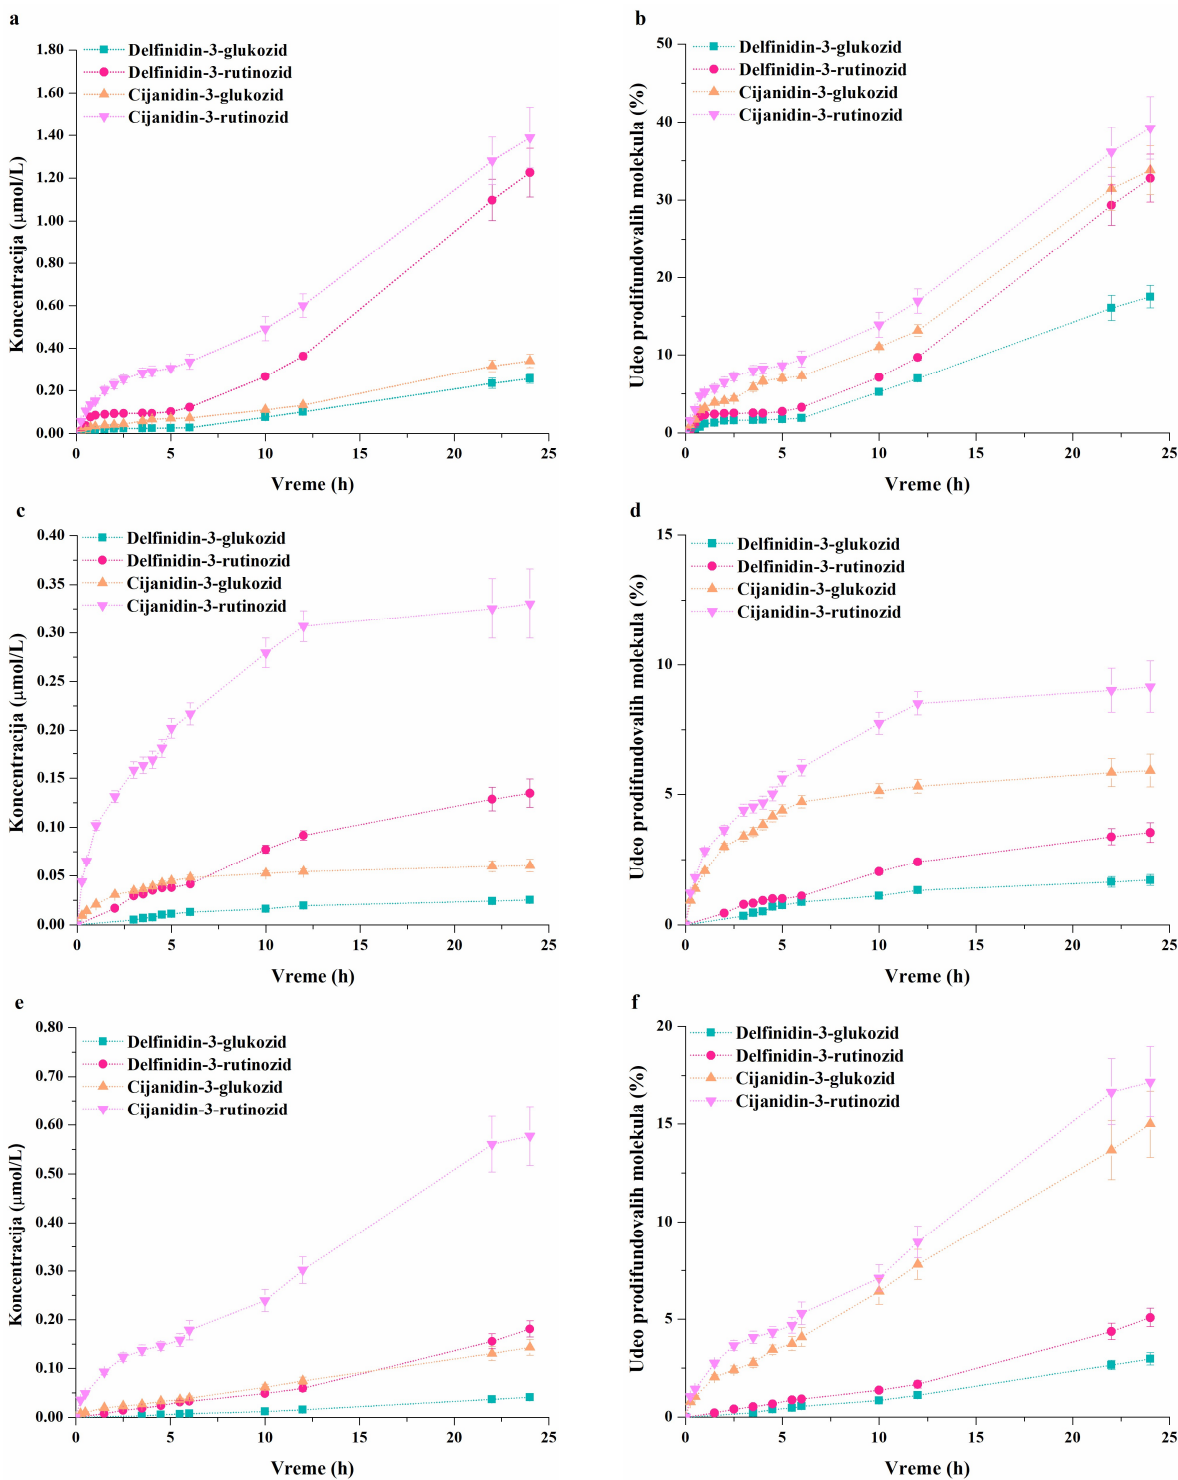 a
Delfinidin-3-glukozid
Delfinidin-3-rutinozid
Cijanidin-3-glukozid
Cijanidin-3-rutinozid
Koncentracija (µmol/L)
1.80
1.60
1.40
1.20
1.00
0.80
0.60
0.40
0.20
0.00
0
5
10
15
20
25
Vreme (h)
b
Delfinidin-3-glukozid
Delfinidin-3-rutinozid
Cijanidin-3-glukozid
Cijanidin-3-rutinozid
Udeo prodifundovalih molekula (%)
50
40
30
20
10
0
0
5
10
15
20
25
Vreme (h)
c
Delfinidin-3-glukozid
Delfinidin-3-rutinozid
Cijanidin-3-glukozid
Cijanidin-3-rutinozid
Koncentracija (µmol/L)
0.40
0.35
0.30
0.25
0.20
0.15
0.10
0.05
0.00
0
5
10
15
20
25
Vreme (h)
d
Delfinidin-3-glukozid
Delfinidin-3-rutinozid
Cijanidin-3-glukozid
Cijanidin-3-rutinozid
Udeo prodifundovalih molekula (%)
15
10
5
0
0
5
10
15
20
25
Vreme (h)
e
Delfinidin-3-glukozid
Delfinidin-3-rutinozid
Cijanidin-3-glukozid
Cijanidin-3-rutinozid
Koncentracija (µmol/L)
0.80
0.70
0.60
0.50
0.40
0.30
0.20
0.10
0.00
0
5
10
15
20
25
Vreme (h)
f
Delfinidin-3-glukozid
Delfinidin-3-rutinozid
Cijanidin-3-glukozid
Cijanidin-3-rutinozid
Udeo prodifundovalih molekula (%)
20
15
10
5
0
0
5
10
15
20
25
Vreme (h)